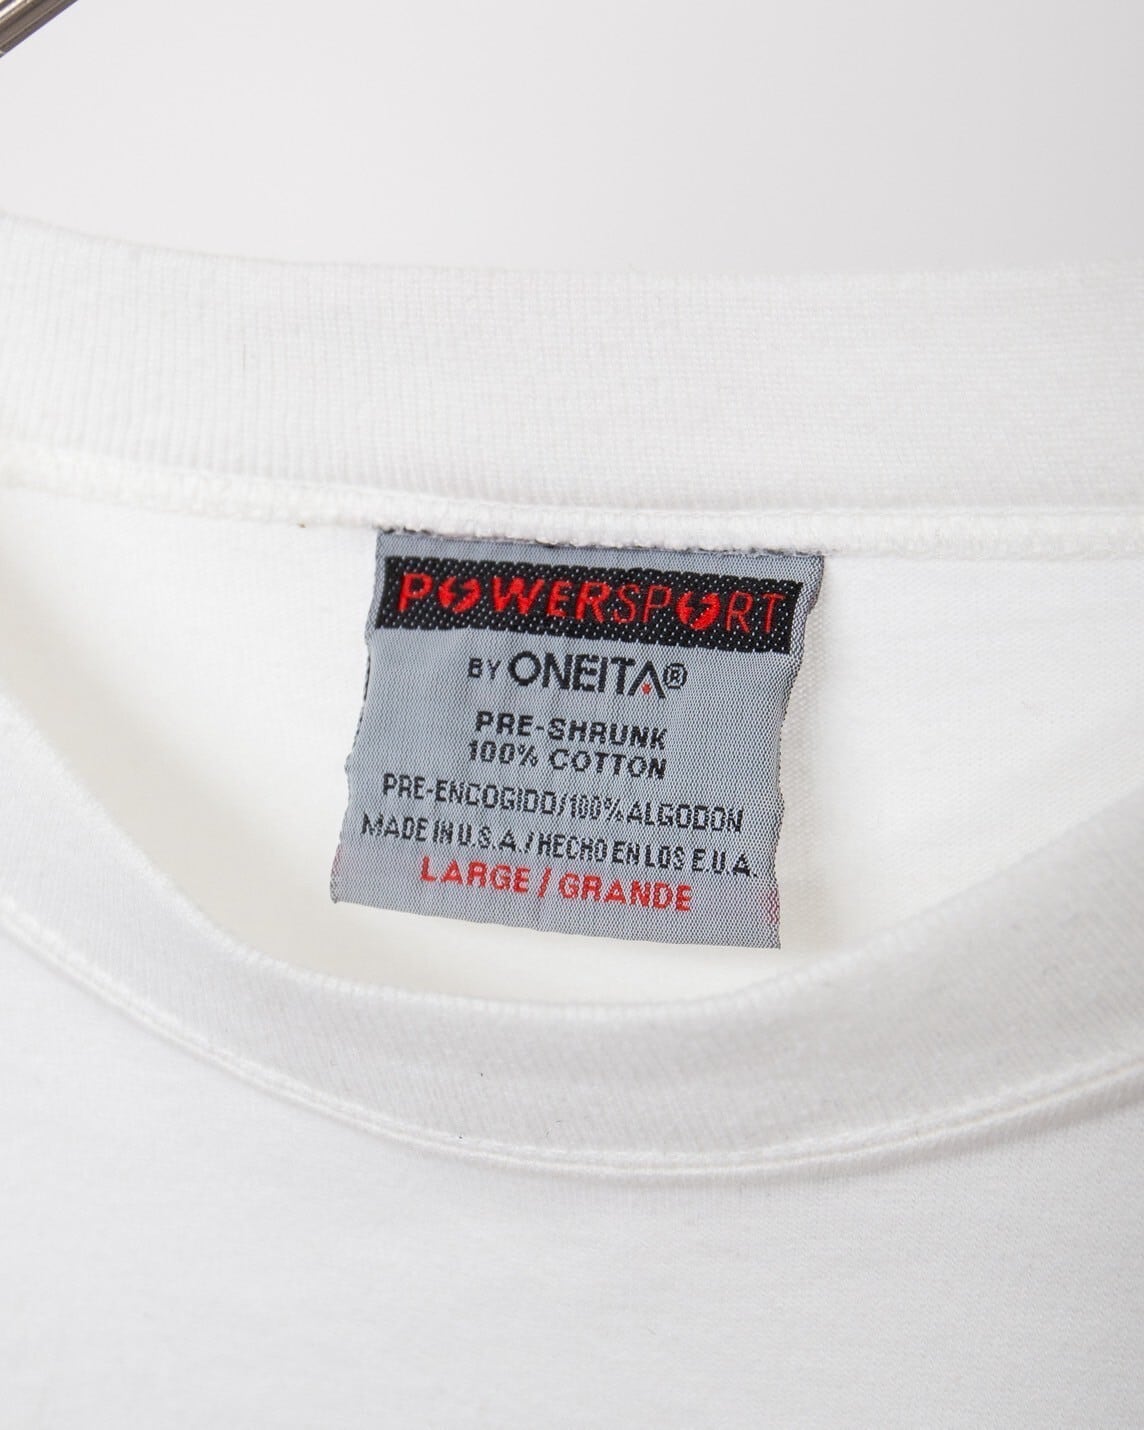 POWERSPORT
BY ONEITA®
PRE-SHRUNK
100% COTTON
PRE-ENCOGIDO/100% ALGODON
MADE IN U.S.A./HECHO EN LOS E.U.A.
LARGE / GRANDE